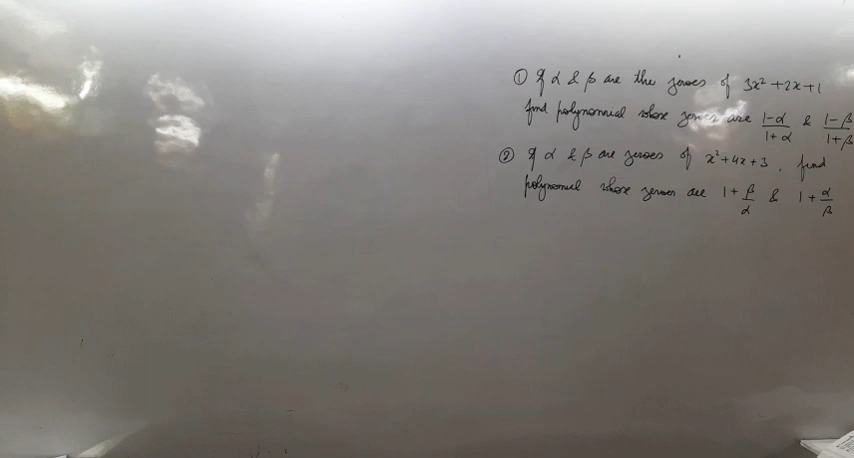 ① If α & β are the zeroes of 3x² + 2x + 1
find polynomial whose zeroes are (1-α)/(1+α) & (1-β)/(1+β)
② If α & β are zeroes of x² + 4x + 3, find
polynomial whose zeroes are 1 + β/α & 1 + α/β